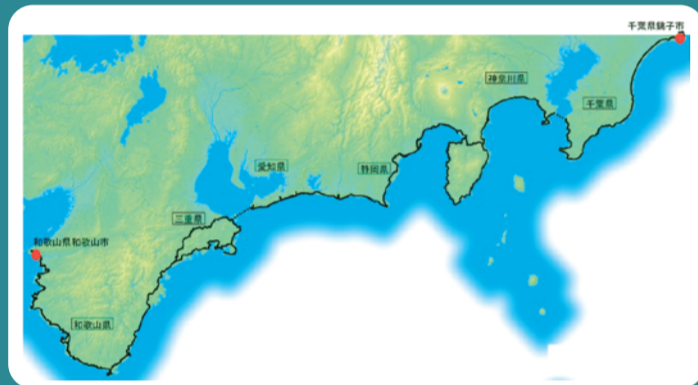 千葉県銚子市
神奈川県
千葉県
愛知県
静岡県
三重県
和歌山県和歌山市
和歌山県